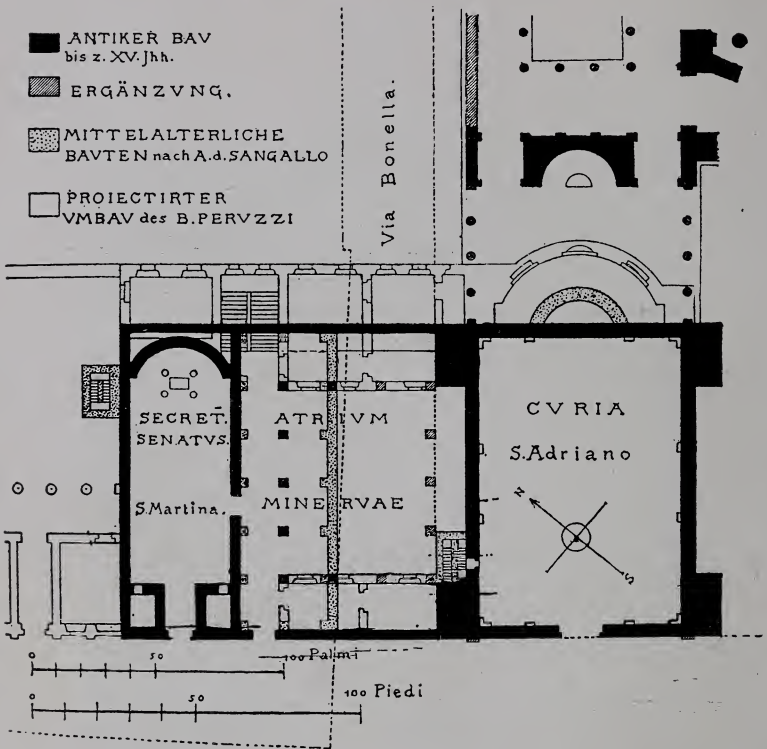 ANTIKER BAV
bis z. XV. Jhh.
ERGÄNZVNG.
MITTELALTERLICHE
BAVTEN nach A. d. SANGALLO
PROIECTIRTER
VMBAV des B. PERVZZI
Via Bonella.
SECRET.
SENATVS.
S. Martina.
ATRIVM
MINERVAE
CVRIA
S. Adriano
N
S
0 50 100 Palmi
0 50 100 Piedi